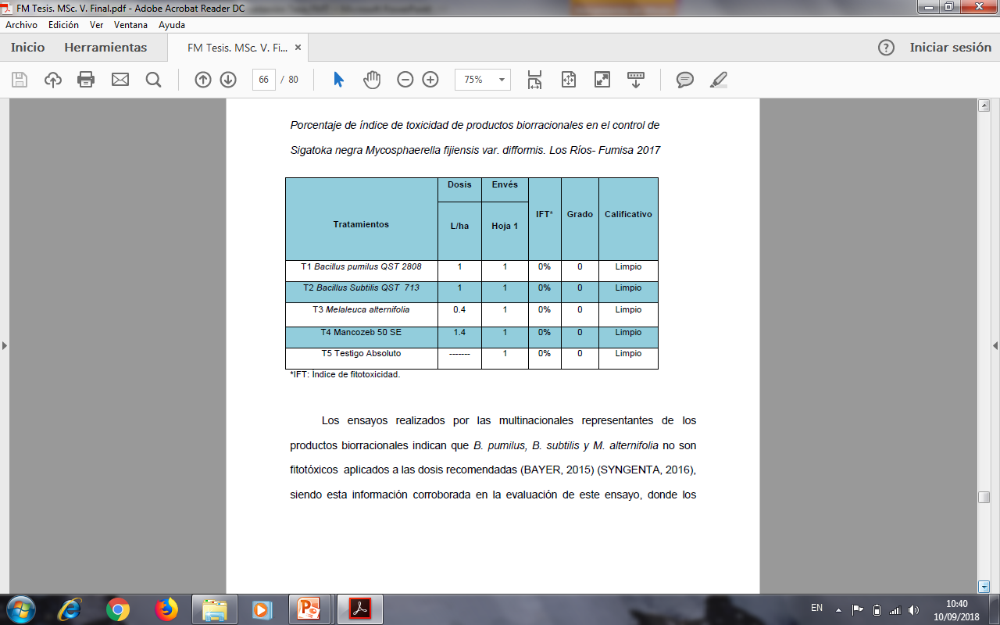 FM Tesis. MSc. V. Final.pdf - Adobe Acrobat Reader DC
Archivo Edición Ver Ventana Ayuda
Inicio Herramientas FM Tesis. MSc. V. Fi... × ? Iniciar sesión
66 / 80 75%
Porcentaje de índice de toxicidad de productos biorracionales en el control de
Sigatoka negra Mycosphaerella fijiensis var. difformis. Los Ríos- Fumisa 2017
Tratamientos Dosis Envés IFT* Grado Calificativo
L/ha Hoja 1
T1 Bacillus pumilus QST 2808 1 1 0% 0 Limpio
T2 Bacillus Subtilis QST 713 1 1 0% 0 Limpio
T3 Melaleuca alternifolia 0.4 1 0% 0 Limpio
T4 Mancozeb 50 SE 1.4 1 0% 0 Limpio
T5 Testigo Absoluto ------- 1 0% 0 Limpio
*IFT: Índice de fitotoxicidad.
Los ensayos realizados por las multinacionales representantes de los
productos biorracionales indican que B. pumilus, B. subtilis y M. alternifolia no son
fitotóxicos aplicados a las dosis recomendadas (BAYER, 2015) (SYNGENTA, 2016),
siendo esta información corroborada en la evaluación de este ensayo, donde los
EN 10:40
10/09/2018